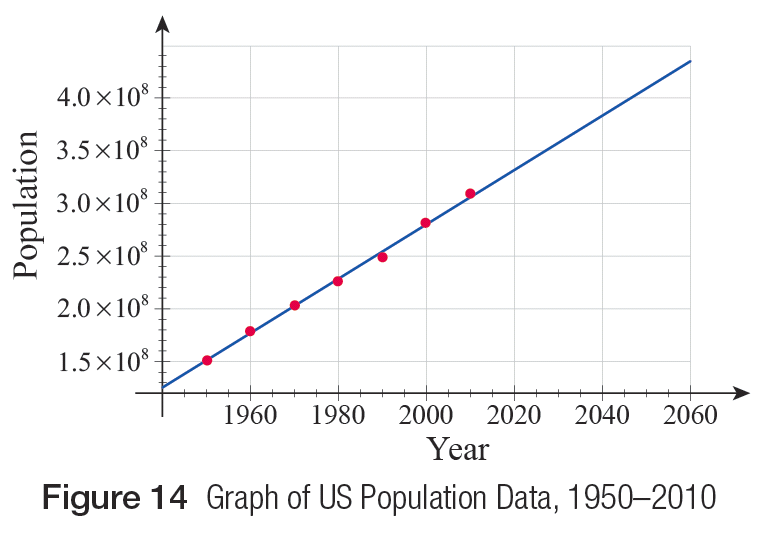 4.0 ×10⁸
3.5 ×10⁸
3.0 ×10⁸
2.5 ×10⁸
2.0 ×10⁸
1.5 ×10⁸
Population
1960 1980 2000 2020 2040 2060
Year
Figure 14 Graph of US Population Data, 1950–2010